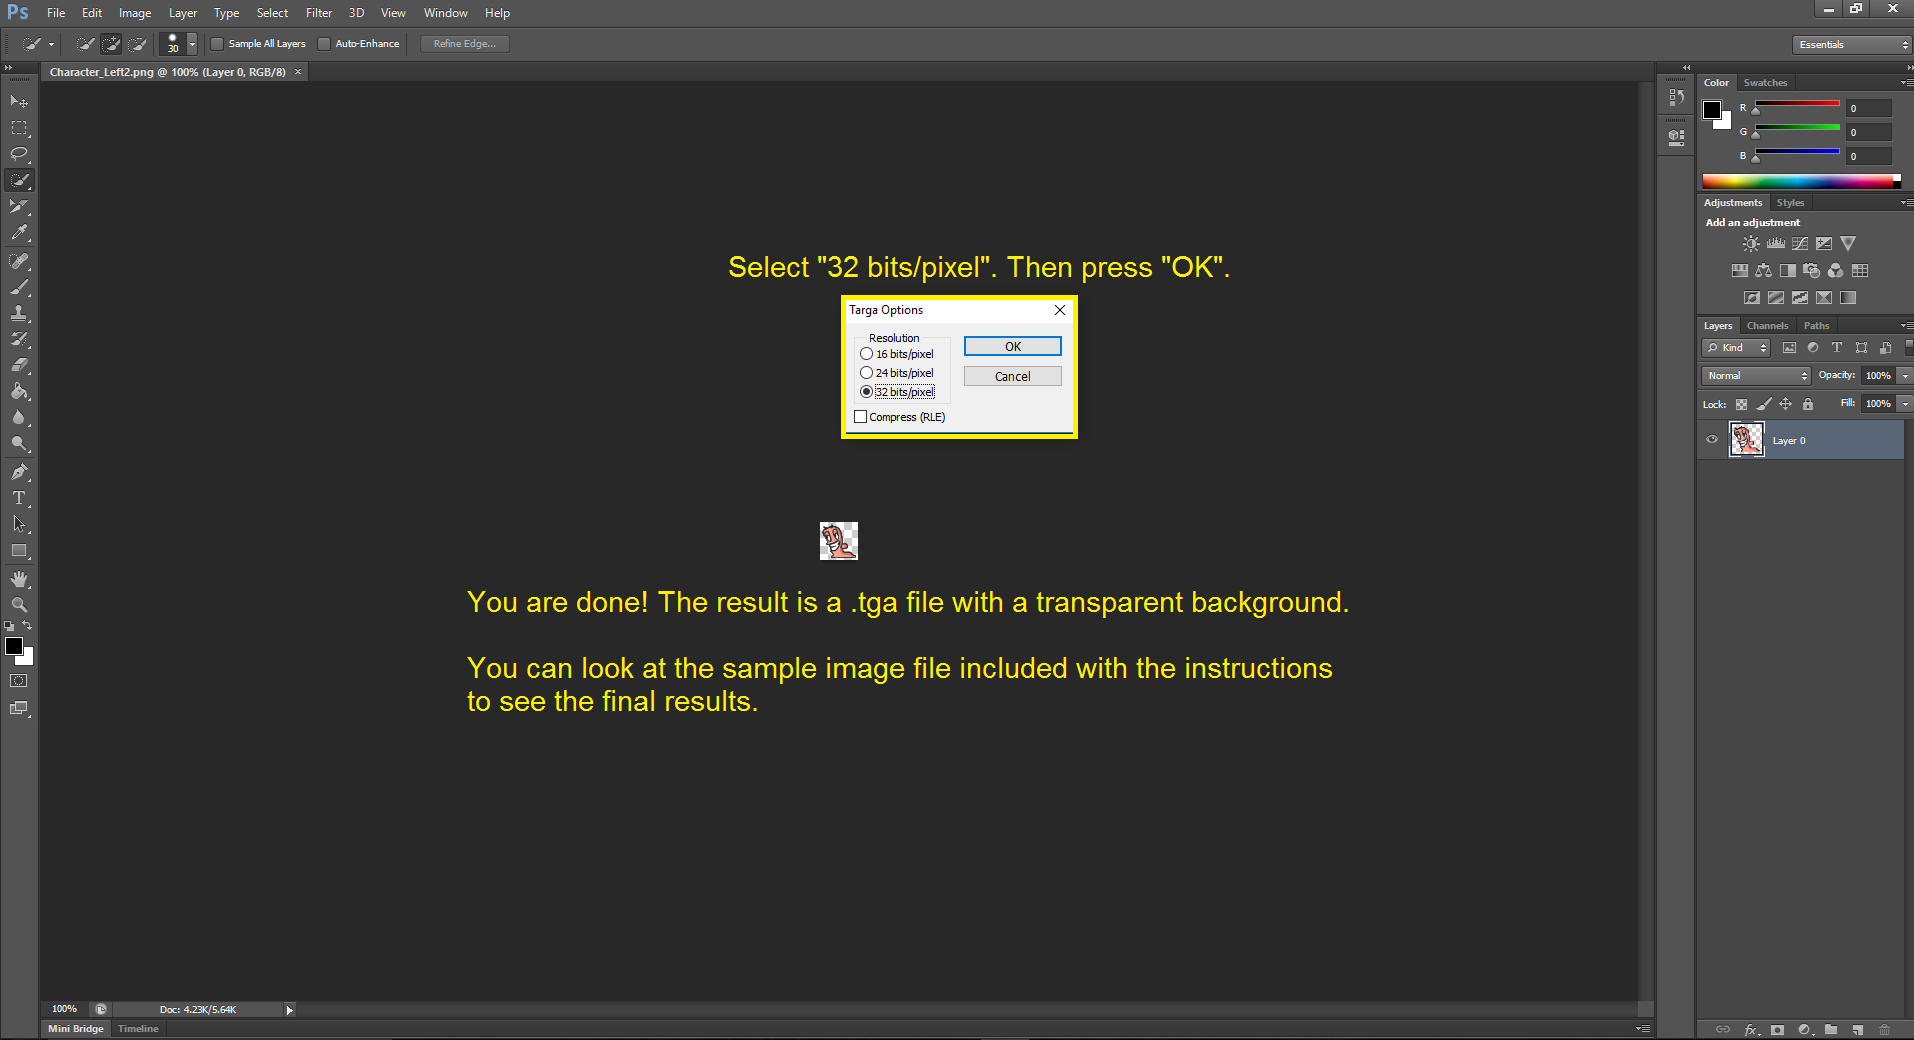 Ps File Edit Image Layer Type Select Filter 3D View Window Help
30 Sample All Layers Auto-Enhance Refine Edge... Essentials
Character_Left2.png @ 100% (Layer 0, RGB/8) ×
Color Swatches
R 0
G 0
B 0
Adjustments Styles
Add an adjustment
Select "32 bits/pixel". Then press "OK".
Targa Options
Resolution
16 bits/pixel
24 bits/pixel
32 bits/pixel
Compress (RLE)
OK
Cancel
Layers Channels Paths
Kind
Normal Opacity: 100%
Lock: Fill: 100%
Layer 0
You are done! The result is a .tga file with a transparent background.
You can look at the sample image file included with the instructions
to see the final results.
100% Doc: 4.23K/5.64K
Mini Bridge Timeline
fx